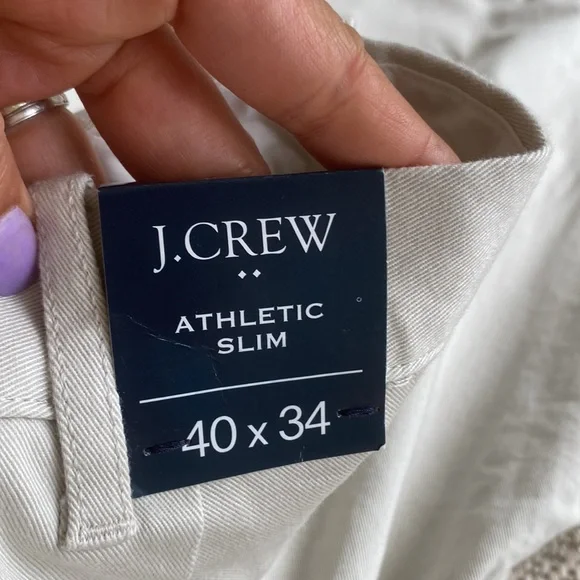 J.CREW
ATHLETIC
SLIM
40 x 34